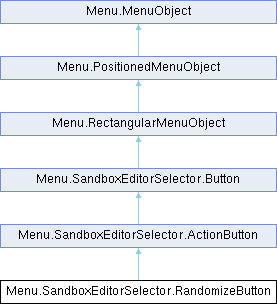 Menu.MenuObject
Menu.PositionedMenuObject
Menu.RectangularMenuObject
Menu.SandboxEditorSelector.Button
Menu.SandboxEditorSelector.ActionButton
Menu.SandboxEditorSelector.RandomizeButton